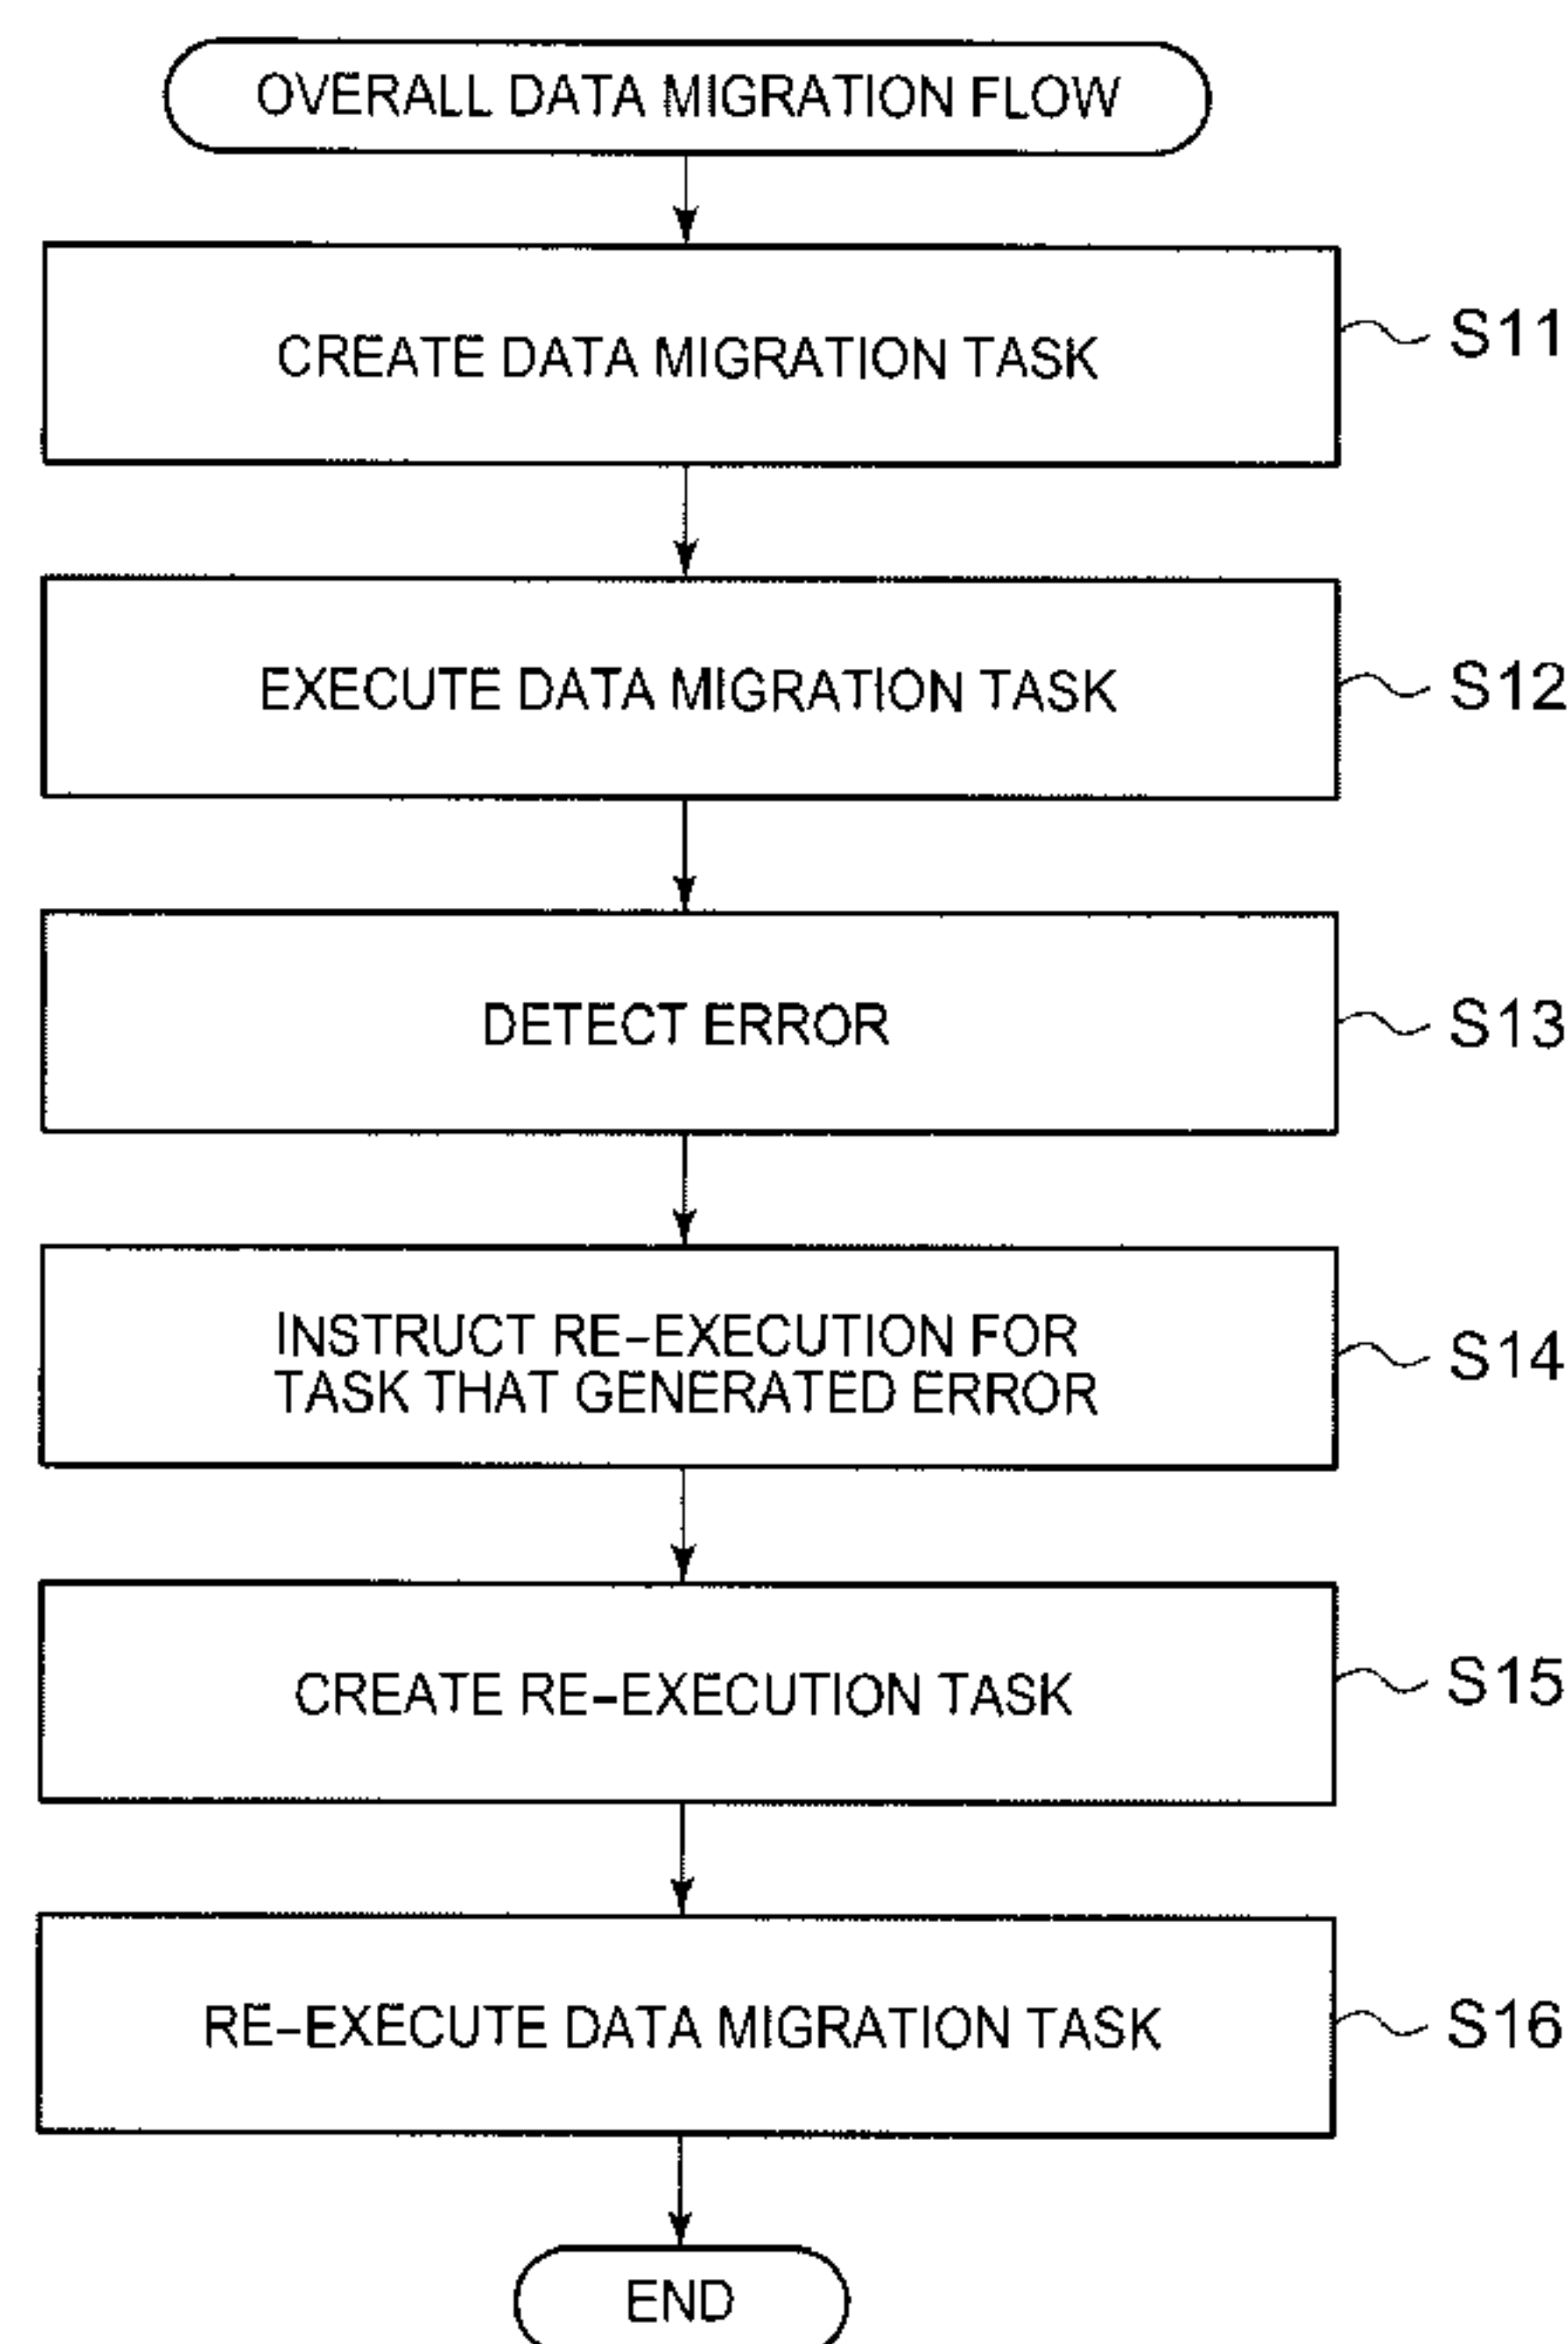 OVERALL DATA MIGRATION FLOW
CREATE DATA MIGRATION TASK
S11
EXECUTE DATA MIGRATION TASK
S12
DETECT ERROR
S13
INSTRUCT RE-EXECUTION FOR
TASK THAT GENERATED ERROR
S14
CREATE RE-EXECUTION TASK
S15
RE-EXECUTE DATA MIGRATION TASK
S16
END